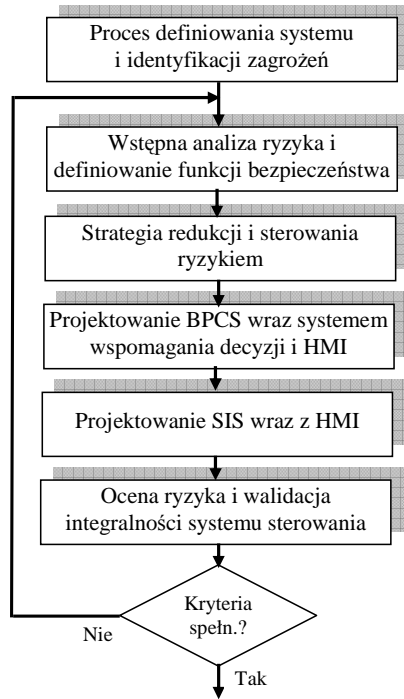 Proces definiowania systemu
i identyfikacji zagrożeń
Wstępna analiza ryzyka i
definiowanie funkcji bezpieczeństwa
Strategia redukcji i sterowania
ryzykiem
Projektowanie BPCS wraz systemem
wspomagania decyzji i HMI
Projektowanie SIS wraz z HMI
Ocena ryzyka i walidacja
integralności systemu sterowania
Kryteria
spełn.?
Nie
Tak